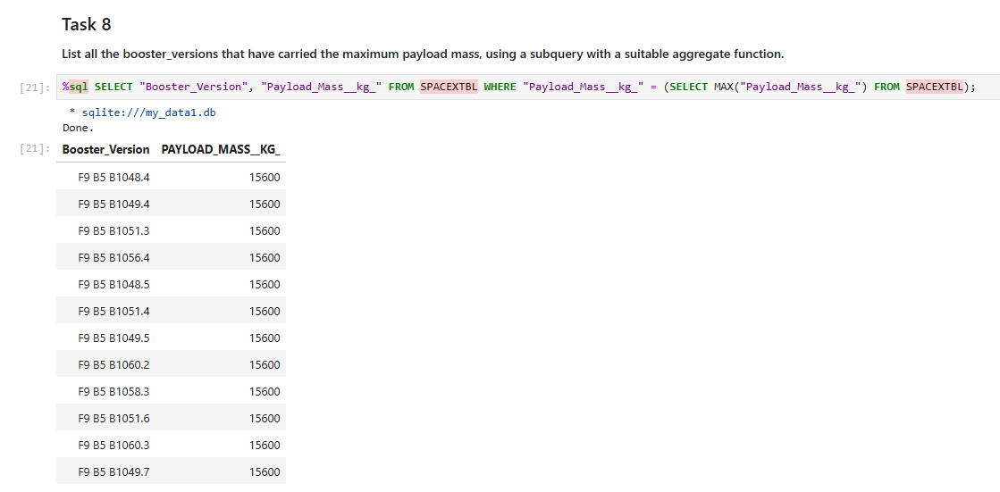 Task 8
List all the booster_versions that have carried the maximum payload mass, using a subquery with a suitable aggregate function.
[21]: %sql SELECT "Booster_Version", "Payload_Mass__kg_" FROM SPACEXTBL WHERE "Payload_Mass__kg_" = (SELECT MAX("Payload_Mass__kg_") FROM SPACEXTBL);
* sqlite:///my_data1.db
Done.
[21]: Booster_Version PAYLOAD_MASS__KG_
F9 B5 B1048.4 15600
F9 B5 B1049.4 15600
F9 B5 B1051.3 15600
F9 B5 B1056.4 15600
F9 B5 B1048.5 15600
F9 B5 B1051.4 15600
F9 B5 B1049.5 15600
F9 B5 B1060.2 15600
F9 B5 B1058.3 15600
F9 B5 B1051.6 15600
F9 B5 B1060.3 15600
F9 B5 B1049.7 15600